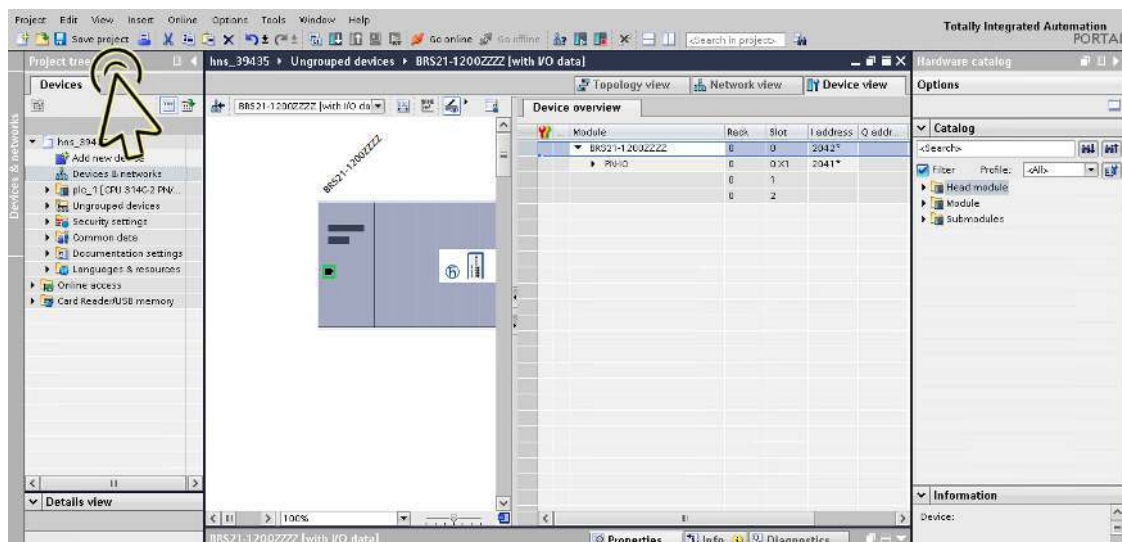 Project Edit View Insert Online Options Tools Window Help
Totally Integrated Automation
PORTAL
Save project
Go online
Go offline
<Search in project>
Project tree
hns_39435 ▸ Ungrouped devices ▸ BRS21-1200ZZZZ [with I/O data]
Hardware catalog
Devices
Topology view
Network view
Device view
Options
Devices & networks
BRS21-1200ZZZZ [with I/O da
Device overview
Module Rack Slot I address Q addr...
BRS21-1200ZZZZ 0 0 2042*
PN-IO 0 0 X1 2041*
0 1
0 2
BRS21-1200ZZZZ
hns_394
Add new de
Devices & networks
plc_1 [CPU 314C-2 PN/...
Ungrouped devices
Security settings
Common data
Documentation settings
Languages & resources
Online access
Card Reader/USB memory
Catalog
<Search>
Filter Profile: <All>
Head module
Module
Submodules
Details view
100%
Information
Device:
BRS21-1200ZZZZ [with I/O data]
Properties
Info
Diagnostics